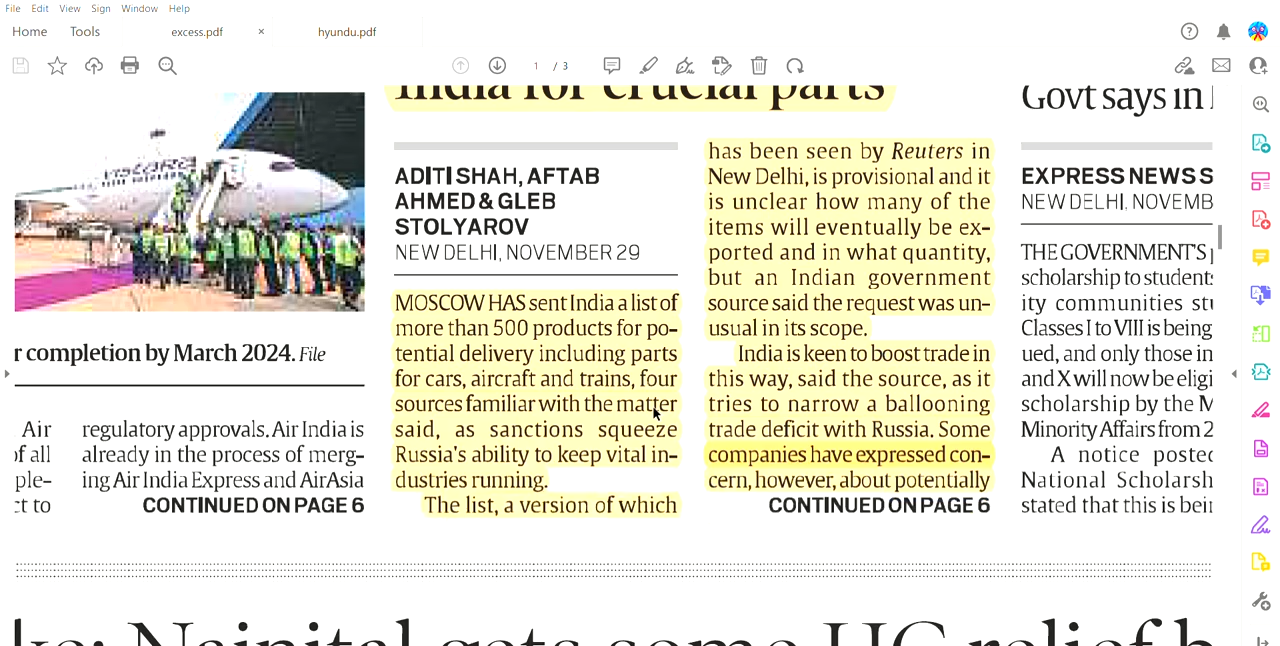 File Edit View Sign Window Help
Home Tools excess.pdf × hyundu.pdf
1 / 3
India for crucial parts
Govt says in
r completion by March 2024. File
Air
of all
ple-
ct to
regulatory approvals. Air India is
already in the process of merg-
ing Air India Express and AirAsia
CONTINUED ON PAGE 6
ADITI SHAH, AFTAB
AHMED & GLEB
STOLYAROV
NEW DELHI, NOVEMBER 29
MOSCOW HAS sent India a list of
more than 500 products for po-
tential delivery including parts
for cars, aircraft and trains, four
sources familiar with the matter
said, as sanctions squeeze
Russia's ability to keep vital in-
dustries running.
The list, a version of which
has been seen by Reuters in
New Delhi, is provisional and it
is unclear how many of the
items will eventually be ex-
ported and in what quantity,
but an Indian government
source said the request was un-
usual in its scope.
India is keen to boost trade in
this way, said the source, as it
tries to narrow a ballooning
trade deficit with Russia. Some
companies have expressed con-
cern, however, about potentially
CONTINUED ON PAGE 6
EXPRESS NEWS S
NEW DELHI, NOVEMB
THE GOVERNMENT'S
scholarship to students
ity communities stu
Classes I to VIII is being
ued, and only those in
and X will now be eligi
scholarship by the M
Minority Affairs from 2
A notice posted
National Scholarsh
stated that this is bein
ke: Nainital gets some HC relief b